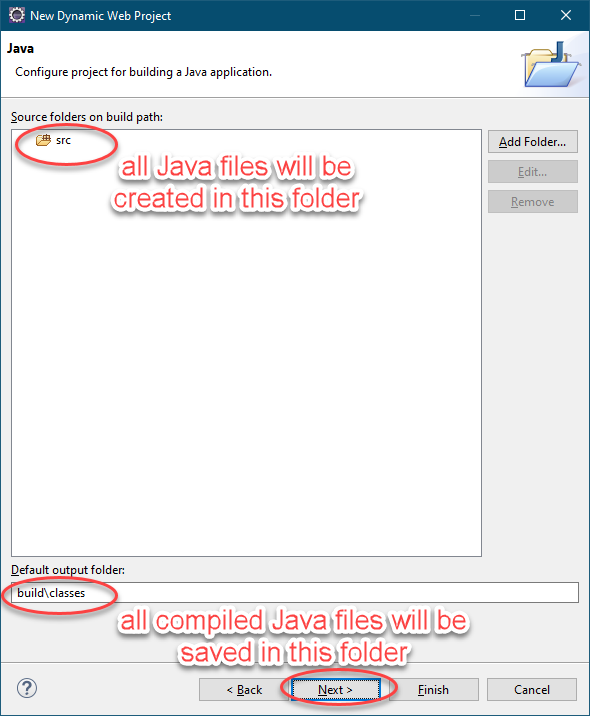 New Dynamic Web Project
Java
Configure project for building a Java application.
Source folders on build path:
src
Add Folder...
Edit...
Remove
all Java files will be
created in this folder
Default output folder:
build\classes
all compiled Java files will be
saved in this folder
?
< Back
Next >
Finish
Cancel